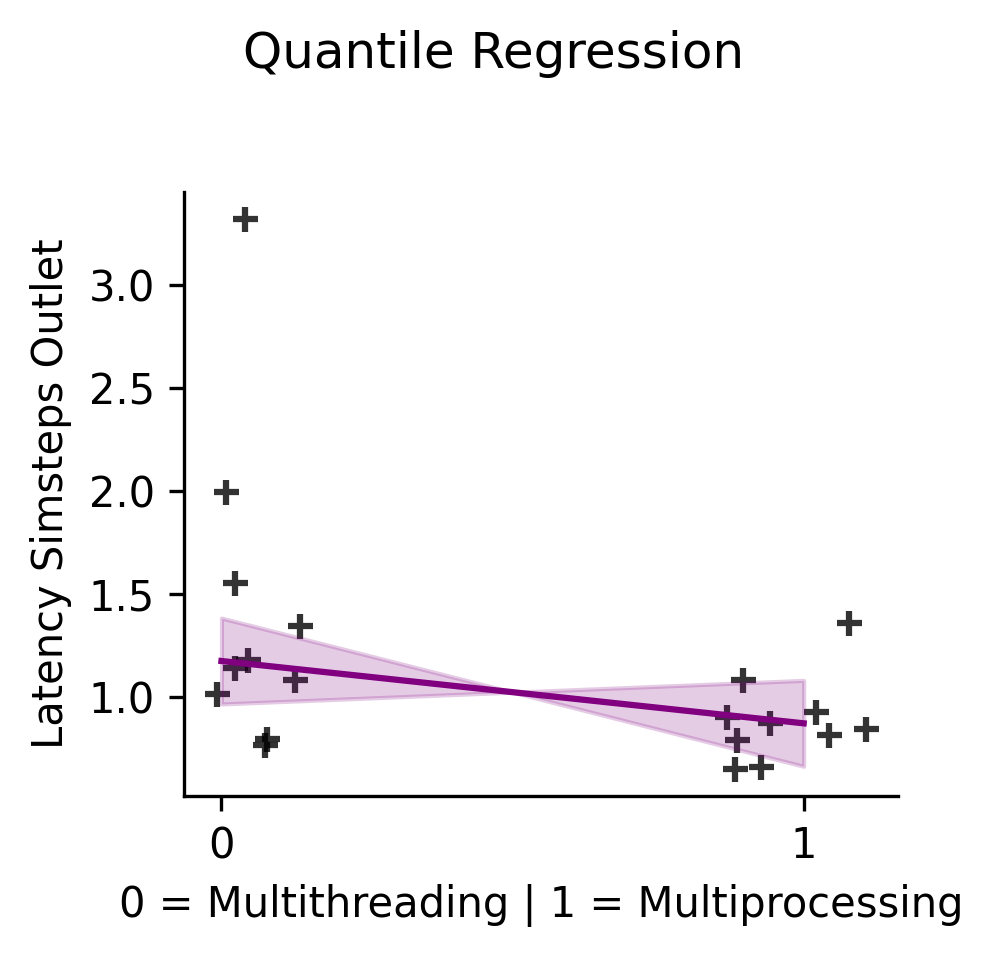 Quantile Regression
Latency Simsteps Outlet
3.0
2.5
2.0
1.5
1.0
0 1
0 = Multithreading | 1 = Multiprocessing